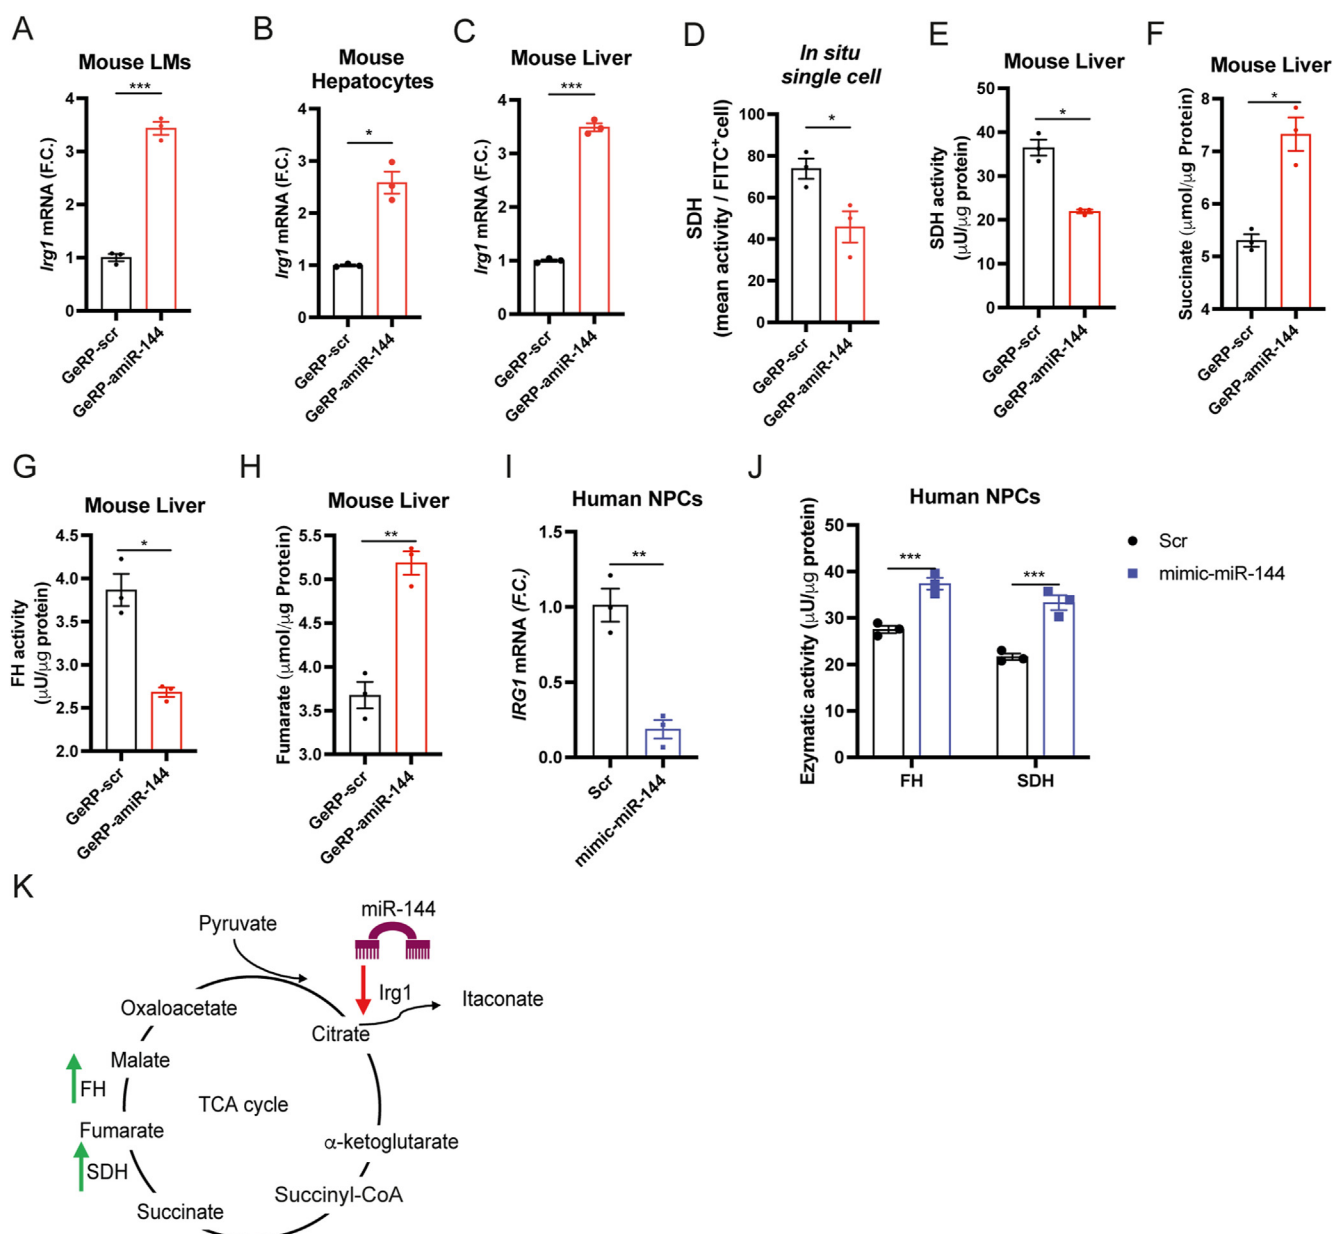 A
Mouse LMs
***
Irg1 mRNA (F.C.)
4
3
2
1
0
GeRP-scr
GeRP-amiR-144
B
Mouse
Hepatocytes
*
Irg1 mRNA (F.C.)
4
3
2
1
0
GeRP-scr
GeRP-amiR-144
C
Mouse Liver
***
Irg1 mRNA (F.C.)
4
3
2
1
0
GeRP-scr
GeRP-amiR-144
D
In situ
single cell
*
SDH
(mean activity / FITC⁺cell)
100
80
60
40
20
0
GeRP-scr
GeRP-amiR-144
E
Mouse Liver
*
SDH activity
(μU/μg protein)
50
40
30
20
10
0
GeRP-scr
GeRP-amiR-144
F
Mouse Liver
*
Succinate (μmol/μg Protein)
8
7
6
5
4
GeRP-scr
GeRP-amiR-144
G
Mouse Liver
*
FH activity
(μU/μg protein)
4.5
4.0
3.5
3.0
2.5
2.0
GeRP-scr
GeRP-amiR-144
H
Mouse Liver
**
Fumarate (μmol/μg Protein)
5.5
5.0
4.5
4.0
3.5
3.0
GeRP-scr
GeRP-amiR-144
I
Human NPCs
**
IRG1 mRNA (F.C.)
1.5
1.0
0.5
0.0
Scr
mimic-miR-144
J
Human NPCs
***
***
Ezymatic activity (μU/μg protein)
50
40
30
20
10
0
FH
SDH
Scr
mimic-miR-144
K
miR-144
Pyruvate
Irg1
Itaconate
Oxaloacetate
Citrate
Malate
FH
TCA cycle
Fumarate
α-ketoglutarate
SDH
Succinyl-CoA
Succinate